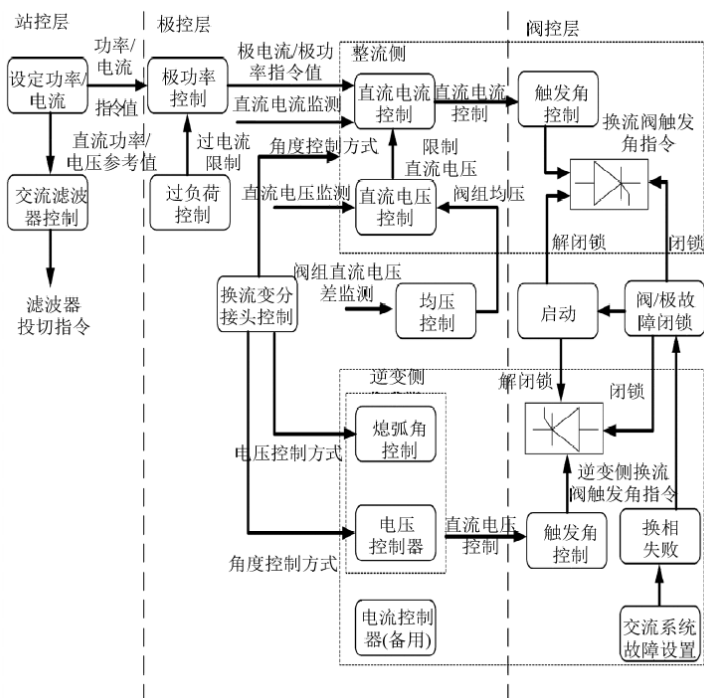 站控层
极控层
阀控层
功率/
电流
指令值
设定功率/
电流
直流功率/
电压参考值
交流滤波
器控制
滤波器
投切指令
极功率
控制
过电流
限制
过负荷
控制
极电流/极功
率指令值
直流电流监测
角度控制方式
直流电压监测
整流侧
直流电流
控制
限制
直流电压
直流电压
控制
阀组均压
直流电流
控制
触发角
控制
换流阀触发
角指令
解闭锁
闭锁
换流变分
接头控制
阀组直流电压
差监测
均压
控制
启动
阀/极故
障闭锁
逆变侧
解闭锁
闭锁
电压控制方式
熄弧角
控制
逆变侧换流
阀触发角指令
角度控制方式
电压
控制器
直流电压
控制
触发角
控制
换相
失败
电流控制
器(备用)
交流系统
故障设置